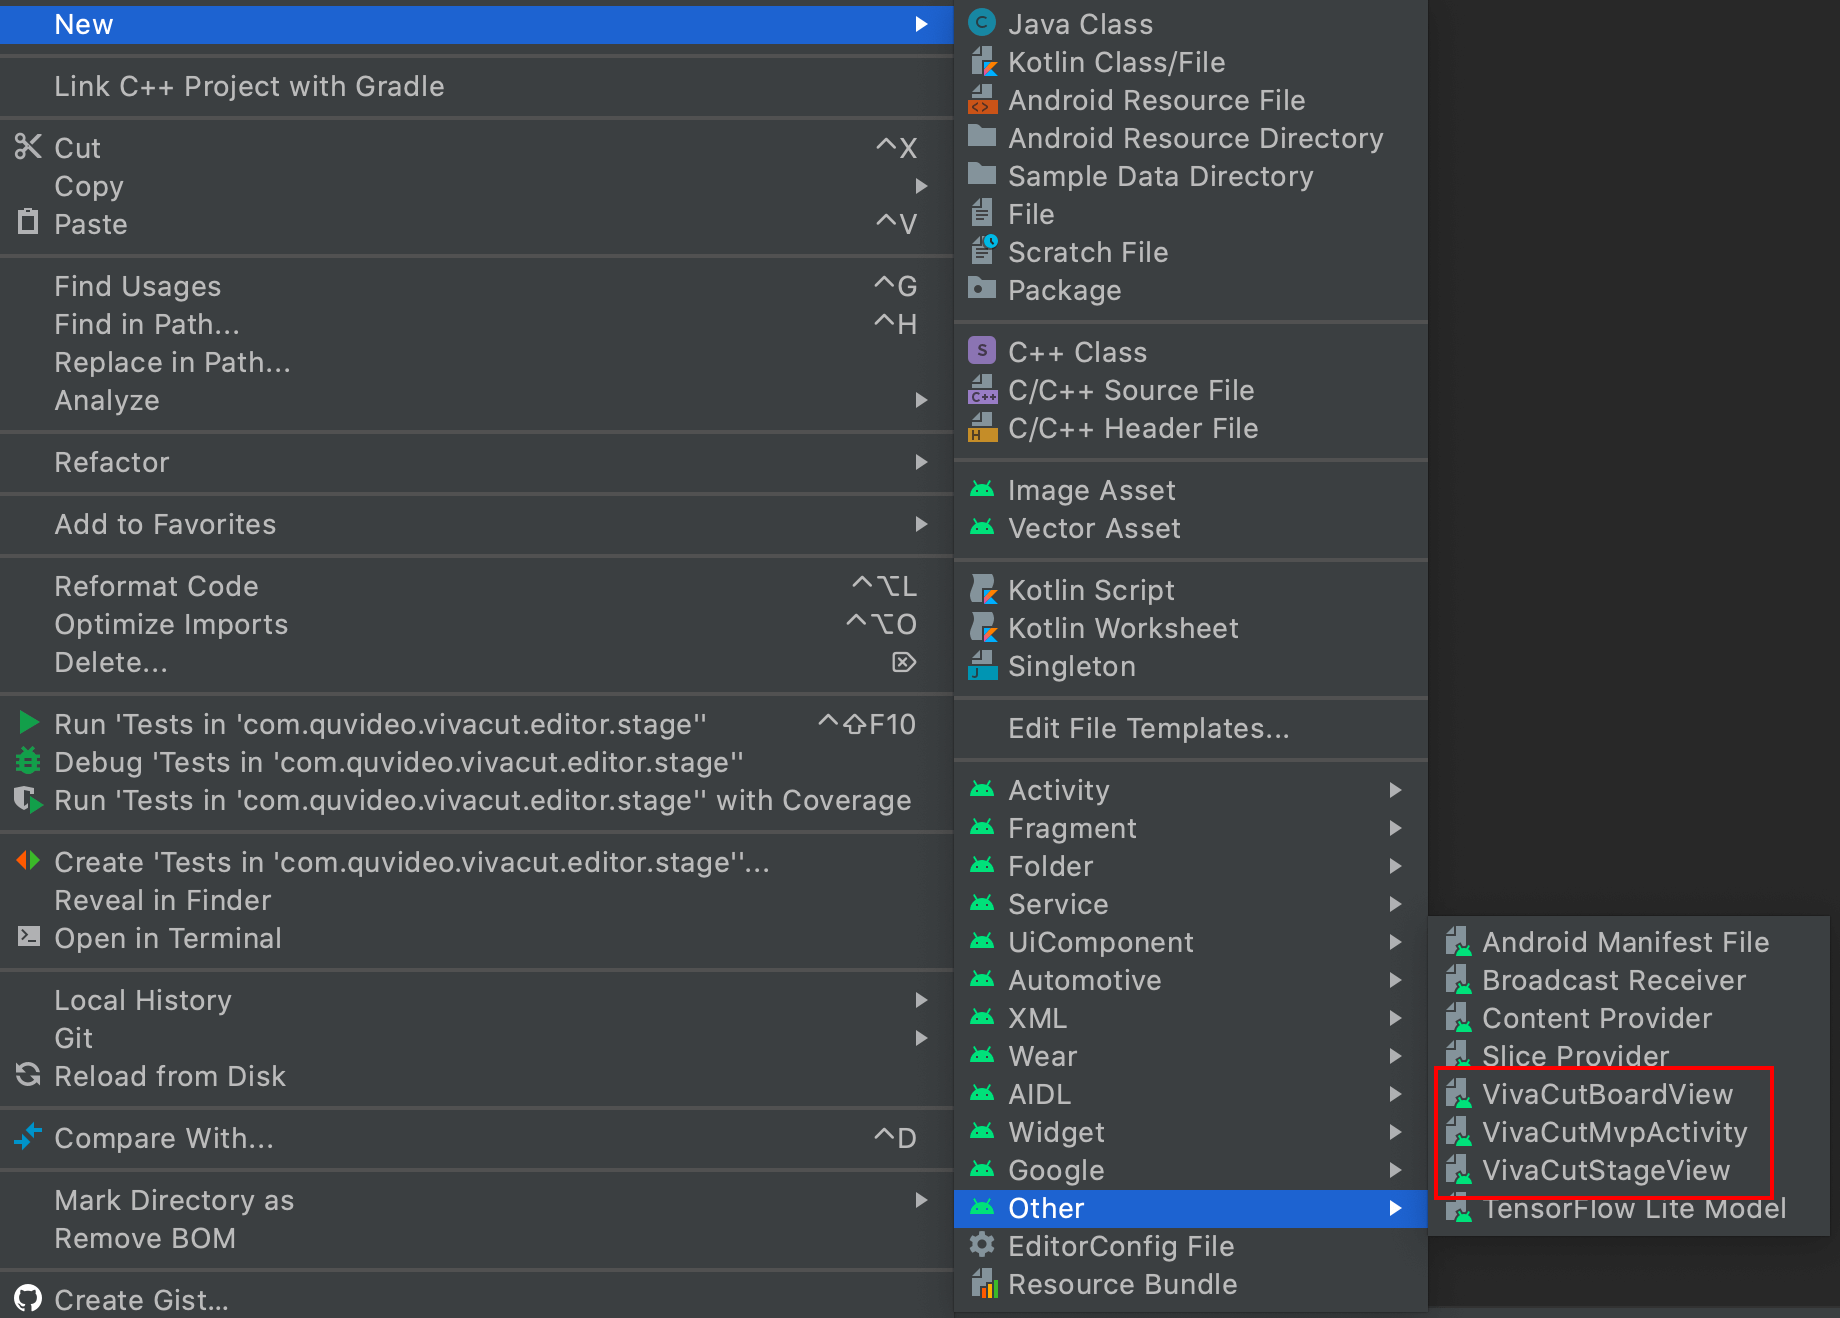 New
Link C++ Project with Gradle
Cut ^X
Copy
Paste ^V
Find Usages ^G
Find in Path... ^H
Replace in Path...
Analyze
Refactor
Add to Favorites
Reformat Code ^⌥L
Optimize Imports ^⌥O
Delete... ⌦
Run 'Tests in 'com.quvideo.vivacut.editor.stage'' ^⇧F10
Debug 'Tests in 'com.quvideo.vivacut.editor.stage''
Run 'Tests in 'com.quvideo.vivacut.editor.stage'' with Coverage
Create 'Tests in 'com.quvideo.vivacut.editor.stage''...
Reveal in Finder
Open in Terminal
Local History
Git
Reload from Disk
Compare With... ^D
Mark Directory as
Remove BOM
Create Gist...
C Java Class
Kotlin Class/File
<> Android Resource File
Android Resource Directory
Sample Data Directory
File
Scratch File
Package
S C++ Class
C++ C/C++ Source File
H C/C++ Header File
Image Asset
Vector Asset
Kotlin Script
Kotlin Worksheet
J Singleton
Edit File Templates...
Activity
Fragment
Folder
Service
UiComponent
Automotive
XML
Wear
AIDL
Widget
Google
Other
EditorConfig File
Resource Bundle
Android Manifest File
Broadcast Receiver
Content Provider
Slice Provider
VivaCutBoardView
VivaCutMvpActivity
VivaCutStageView
TensorFlow Lite Model